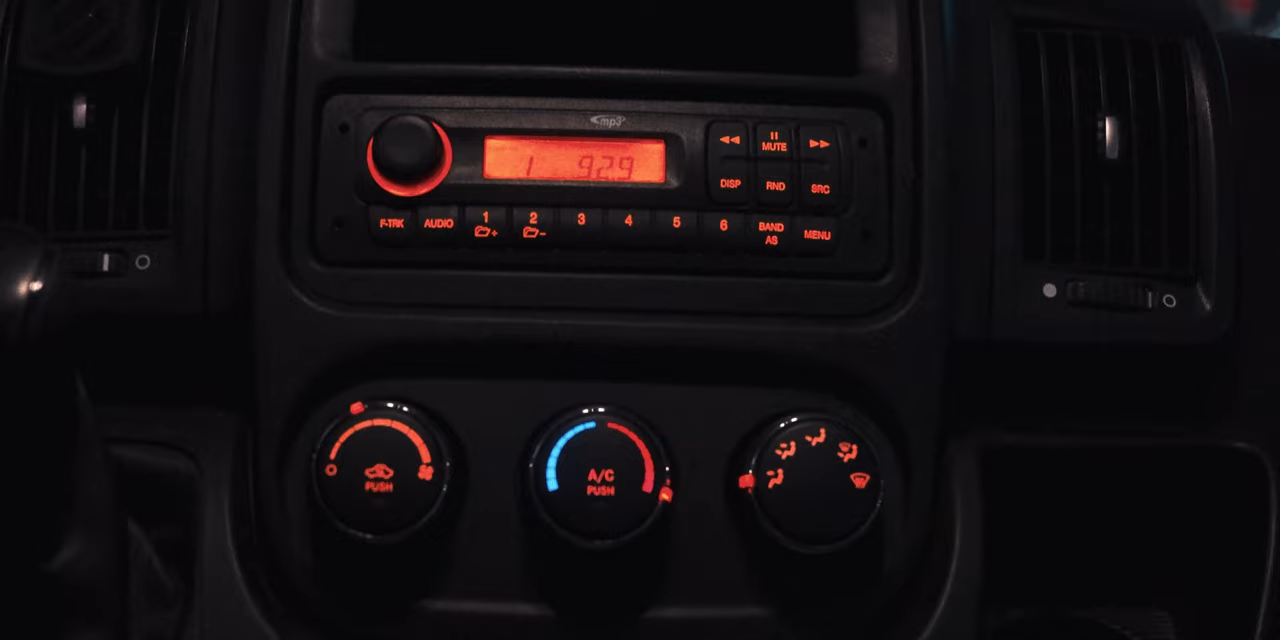 mp3
1 92.9
MUTE
DISP RND SRC
F-TRK AUDIO 1 2 3 4 5 6 BAND AS MENU
PUSH
A/C
PUSH